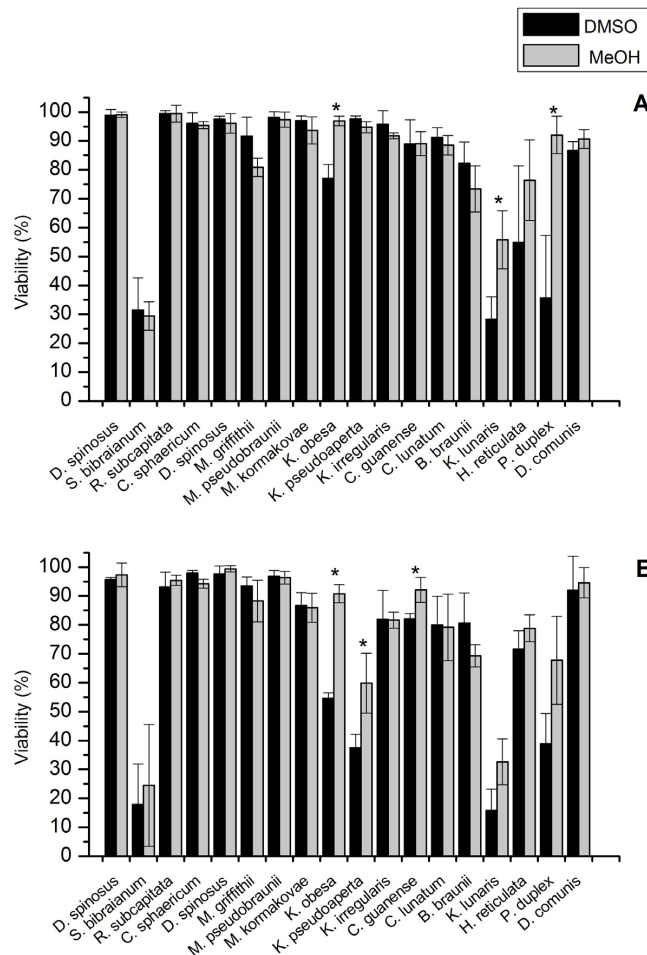 DMSO
MeOH
A
Viability (%)
100
90
80
70
60
50
40
30
20
10
0
*
*
*
D. spinosus
S. bibraianum
R. subcapitata
C. sphaericum
D. spinosus
M. griffithii
M. pseudobraunii
M. kormakovae
K. obesa
K. pseudoaperta
K. irregularis
C. guanense
C. lunatum
B. braunii
K. lunaris
H. reticulata
P. duplex
D. comunis
B
Viability (%)
100
90
80
70
60
50
40
30
20
10
0
*
*
*
D. spinosus
S. bibraianum
R. subcapitata
C. sphaericum
D. spinosus
M. griffithii
M. pseudobraunii
M. kormakovae
K. obesa
K. pseudoaperta
K. irregularis
C. guanense
C. lunatum
B. braunii
K. lunaris
H. reticulata
P. duplex
D. comunis